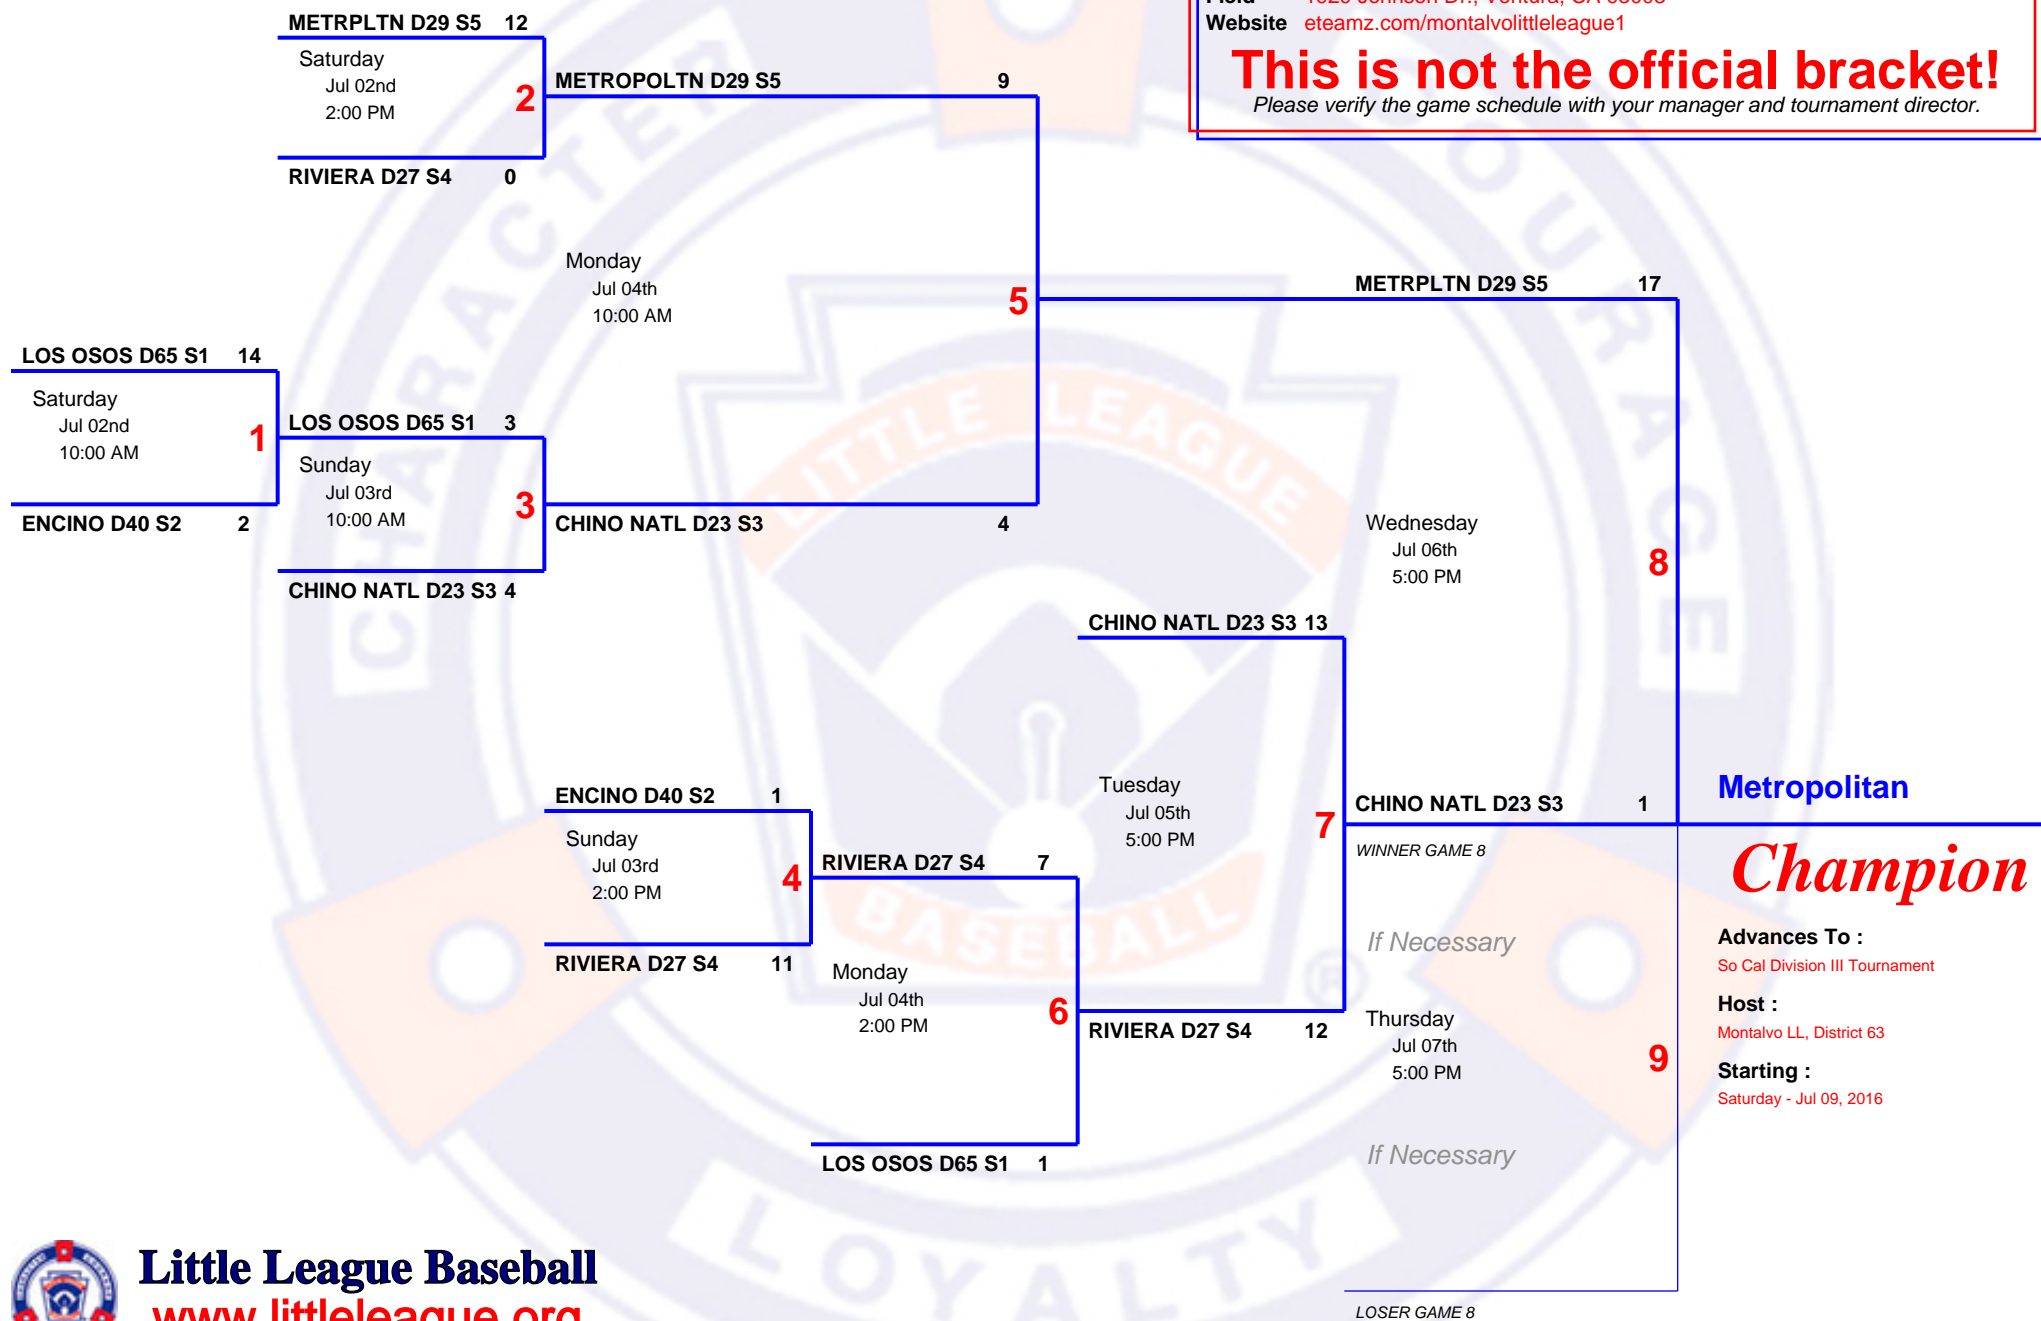 Website eteamz.com/montalvolittleleague1
This is not the official bracket!
Please verify the game schedule with your manager and tournament director.
METRPLTN D29 S5 12
Saturday
Jul 02nd
2:00 PM
2
RIVIERA D27 S4 0
METROPOLTN D29 S5 9
Monday
Jul 04th
10:00 AM
5
LOS OSOS D65 S1 14
Saturday
Jul 02nd
10:00 AM
1
ENCINO D40 S2 2
LOS OSOS D65 S1 3
Sunday
Jul 03rd
10:00 AM
3
CHINO NATL D23 S3 4
CHINO NATL D23 S3 4
METRPLTN D29 S5 17
Wednesday
Jul 06th
5:00 PM
8
CHINO NATL D23 S3 13
Tuesday
Jul 05th
5:00 PM
7
ENCINO D40 S2 1
Sunday
Jul 03rd
2:00 PM
4
RIVIERA D27 S4 11
RIVIERA D27 S4 7
Monday
Jul 04th
2:00 PM
6
LOS OSOS D65 S1 1
RIVIERA D27 S4 12
CHINO NATL D23 S3 1
WINNER GAME 8
If Necessary
Thursday
Jul 07th
5:00 PM
9
If Necessary
LOSER GAME 8
Metropolitan
Champion
Advances To :
So Cal Division III Tournament
Host :
Montalvo LL, District 63
Starting :
Saturday - Jul 09, 2016
CHARACTER
COURAGE
LOYALTY
LITTLE LEAGUE
BASEBALL
®
Little League Baseball
www.littleleague.org